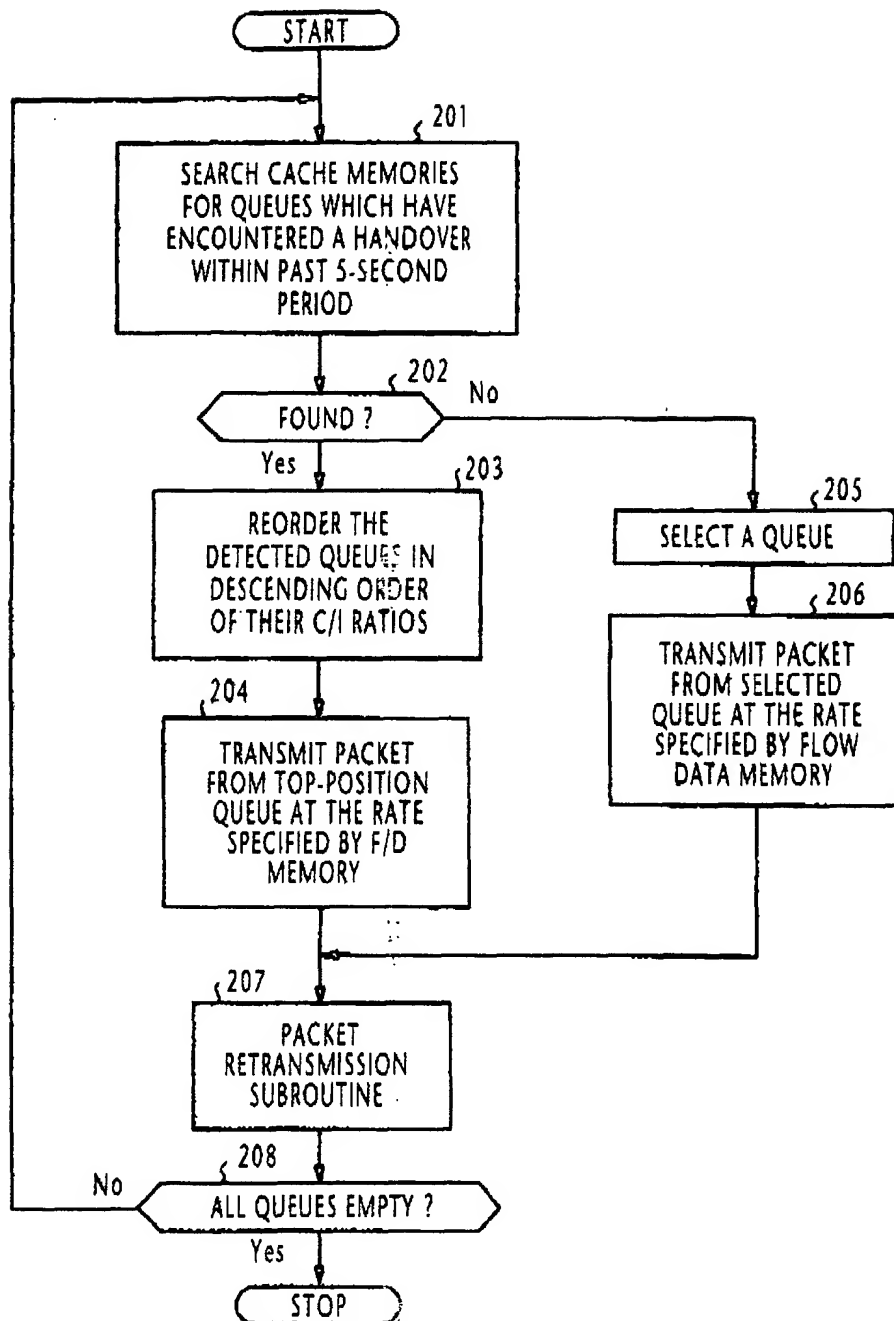 START
201
SEARCH CACHE MEMORIES
FOR QUEUES WHICH HAVE
ENCOUNTERED A HANDOVER
WITHIN PAST 5-SECOND
PERIOD
202
FOUND ?
No
Yes
203
REORDER THE
DETECTED QUEUES IN
DESCENDING ORDER
OF THEIR C/I RATIOS
204
TRANSMIT PACKET
FROM TOP-POSITION
QUEUE AT THE RATE
SPECIFIED BY F/D
MEMORY
205
SELECT A QUEUE
206
TRANSMIT PACKET
FROM SELECTED
QUEUE AT THE RATE
SPECIFIED BY FLOW
DATA MEMORY
207
PACKET
RETRANSMISSION
SUBROUTINE
208
No
ALL QUEUES EMPTY ?
Yes
STOP